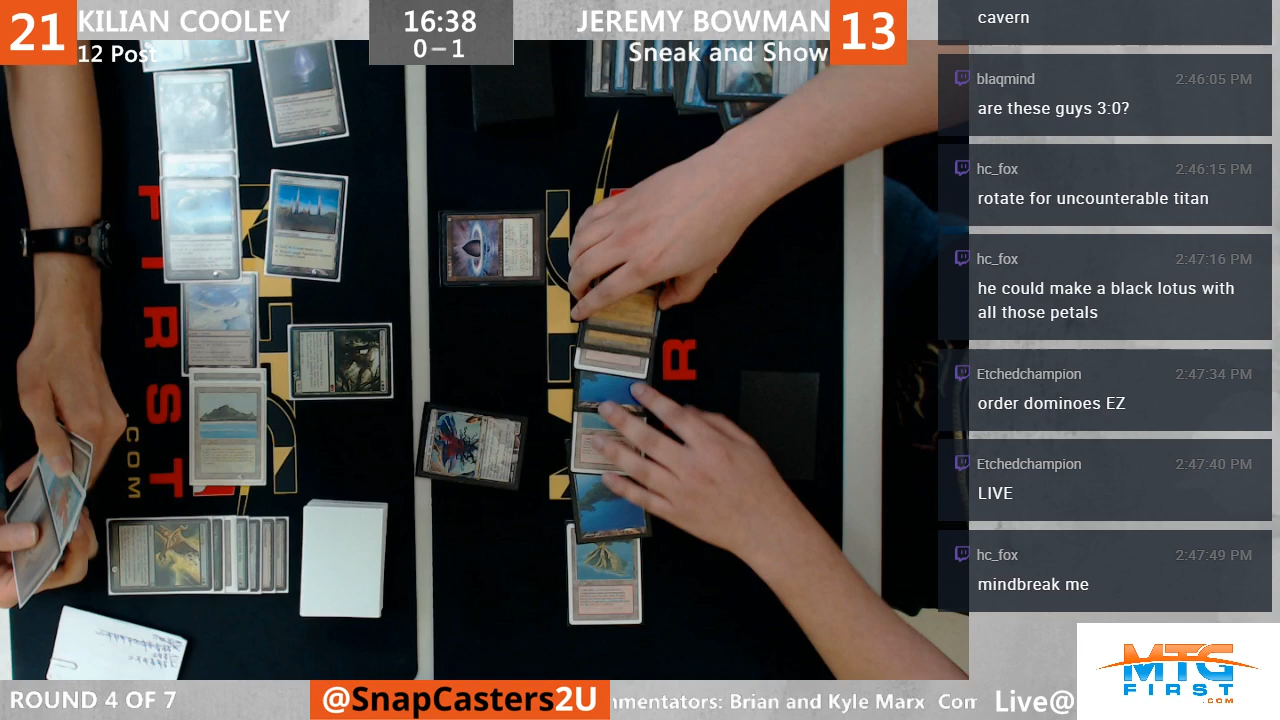 21
KILIAN COOLEY
12 Post
16:38
0 – 1
JEREMY BOWMAN
Sneak and Show
13
cavern
blaqmind 2:46:05 PM
are these guys 3:0?
hc_fox 2:46:15 PM
rotate for uncounterable titan
hc_fox 2:47:16 PM
he could make a black lotus with
all those petals
Etchedchampion 2:47:34 PM
order dominoes EZ
Etchedchampion 2:47:40 PM
LIVE
hc_fox 2:47:49 PM
mindbreak me
FIRST
.COM
R
ROUND 4 OF 7
@SnapCasters2U
mmentators: Brian and Kyle Marx Com
Live@
MTG
FIRST
.COM